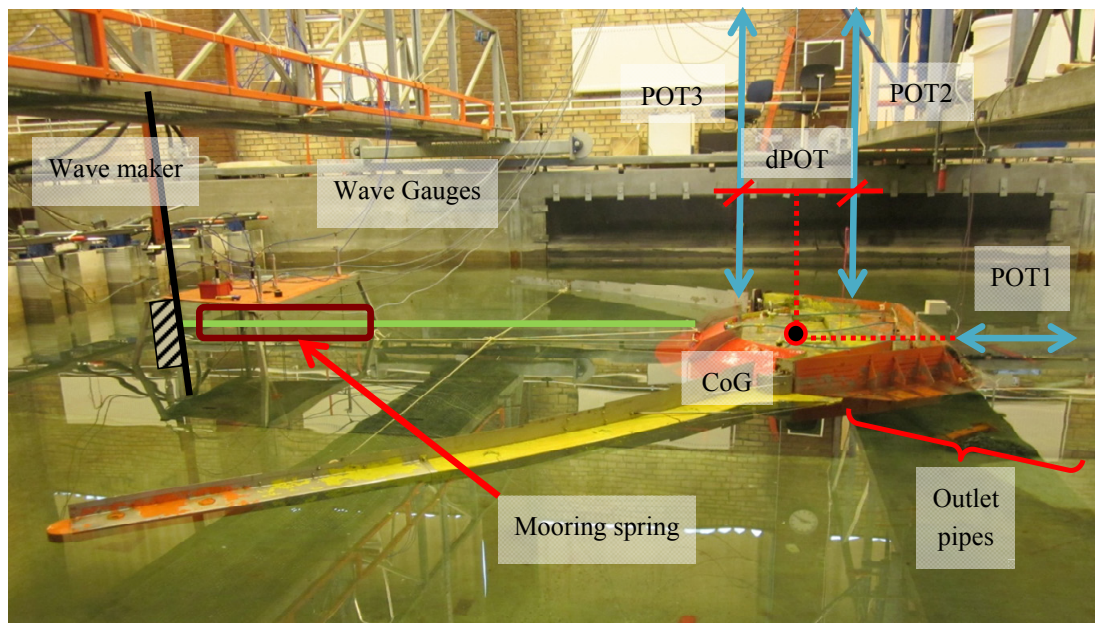 POT3
POT2
dPOT
Wave maker
Wave Gauges
POT1
CoG
Mooring spring
Outlet
pipes